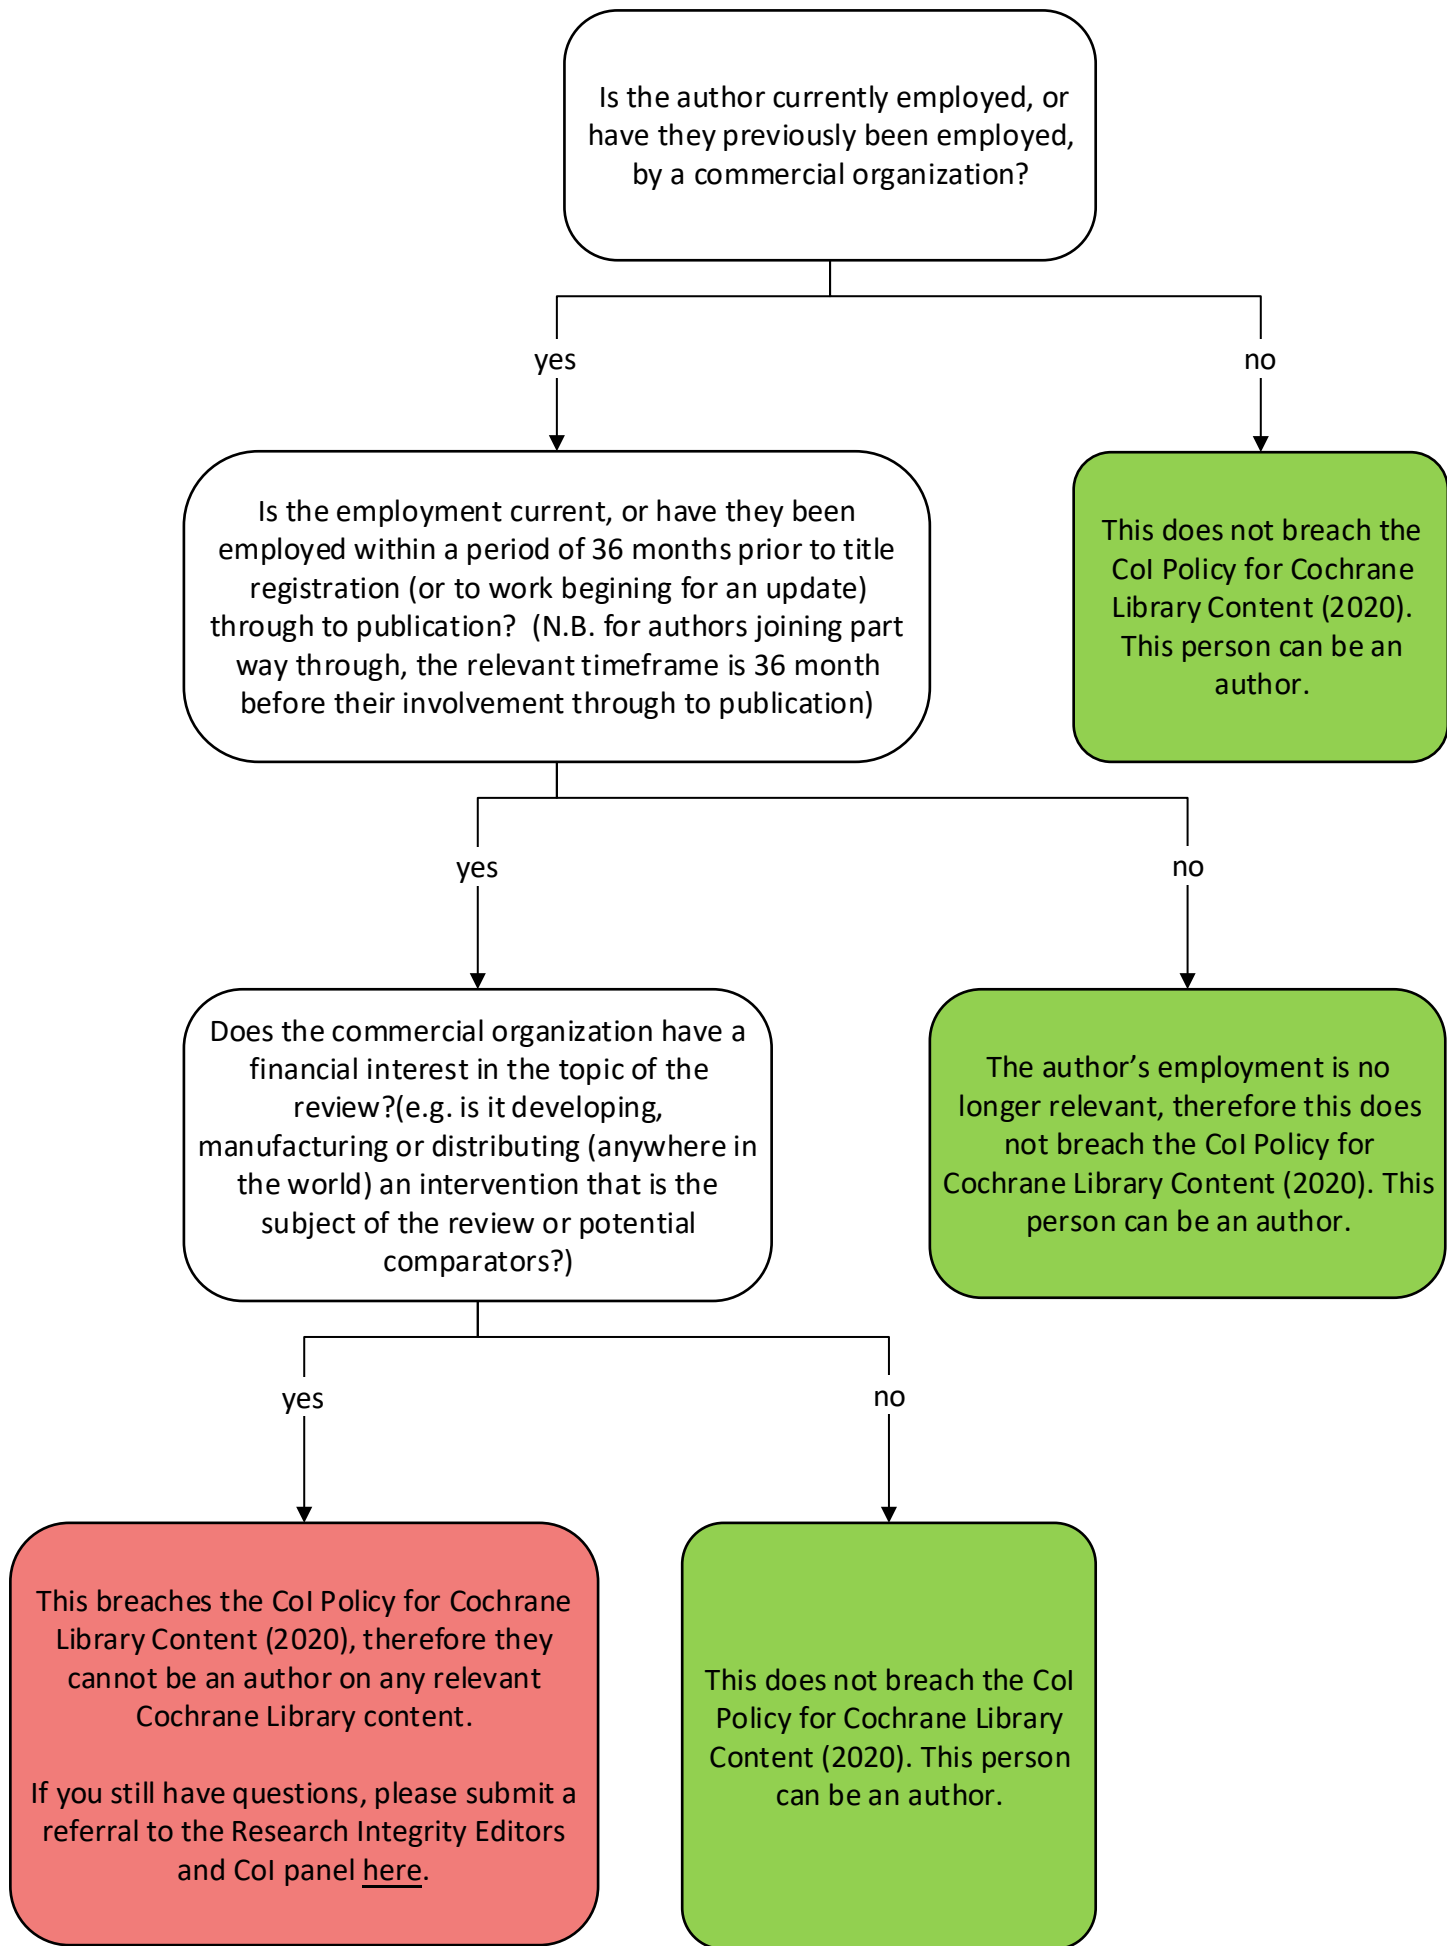 Is the author currently employed, or
have they previously been employed,
by a commercial organization?
yes
no
Is the employment current, or have they been
employed within a period of 36 months prior to title
registration (or to work begining for an update)
through to publication?  (N.B. for authors joining part
way through, the relevant timeframe is 36 month
before their involvement through to publication)
This does not breach the
CoI Policy for Cochrane
Library Content (2020).
This person can be an
author.
yes
no
Does the commercial organization have a
financial interest in the topic of the
review?(e.g. is it developing,
manufacturing or distributing (anywhere in
the world) an intervention that is the
subject of the review or potential
comparators?)
The author’s employment is no
longer relevant, therefore this does
not breach the CoI Policy for
Cochrane Library Content (2020). This
person can be an author.
yes
no
This breaches the CoI Policy for Cochrane
Library Content (2020), therefore they
cannot be an author on any relevant
Cochrane Library content.
If you still have questions, please submit a
referral to the Research Integrity Editors
and CoI panel here.
This does not breach the CoI
Policy for Cochrane Library
Content (2020). This person
can be an author.